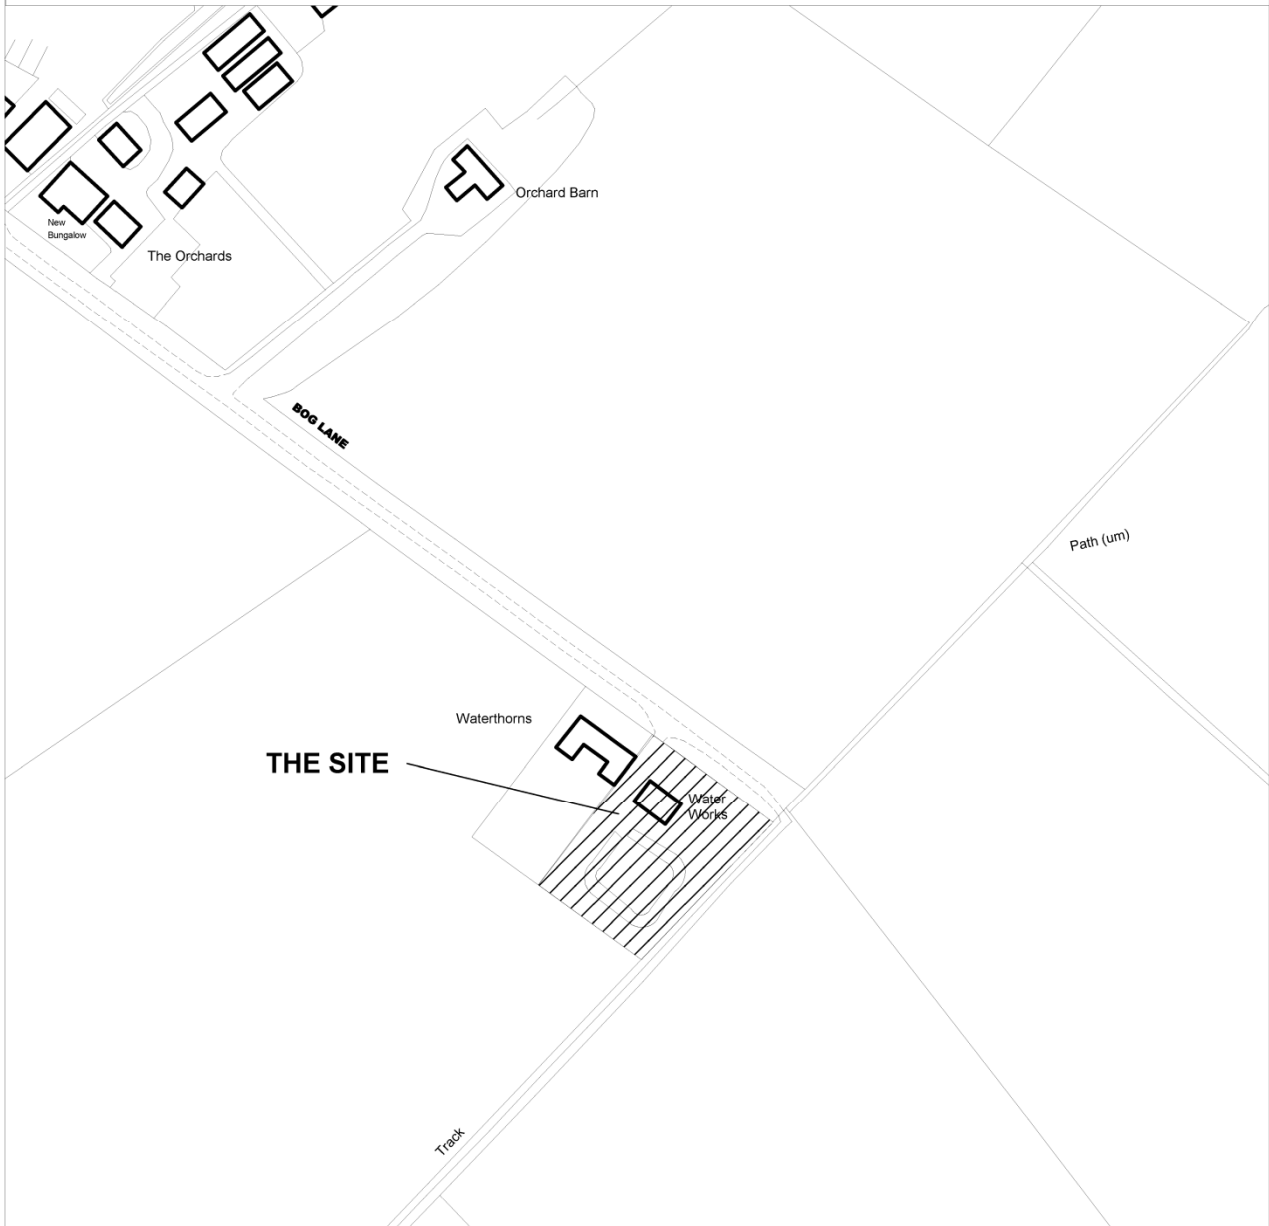 Orchard Barn
New
Bungalow
The Orchards
BOG LANE
Path (um)
Waterthorns
THE SITE
Water
Works
Track